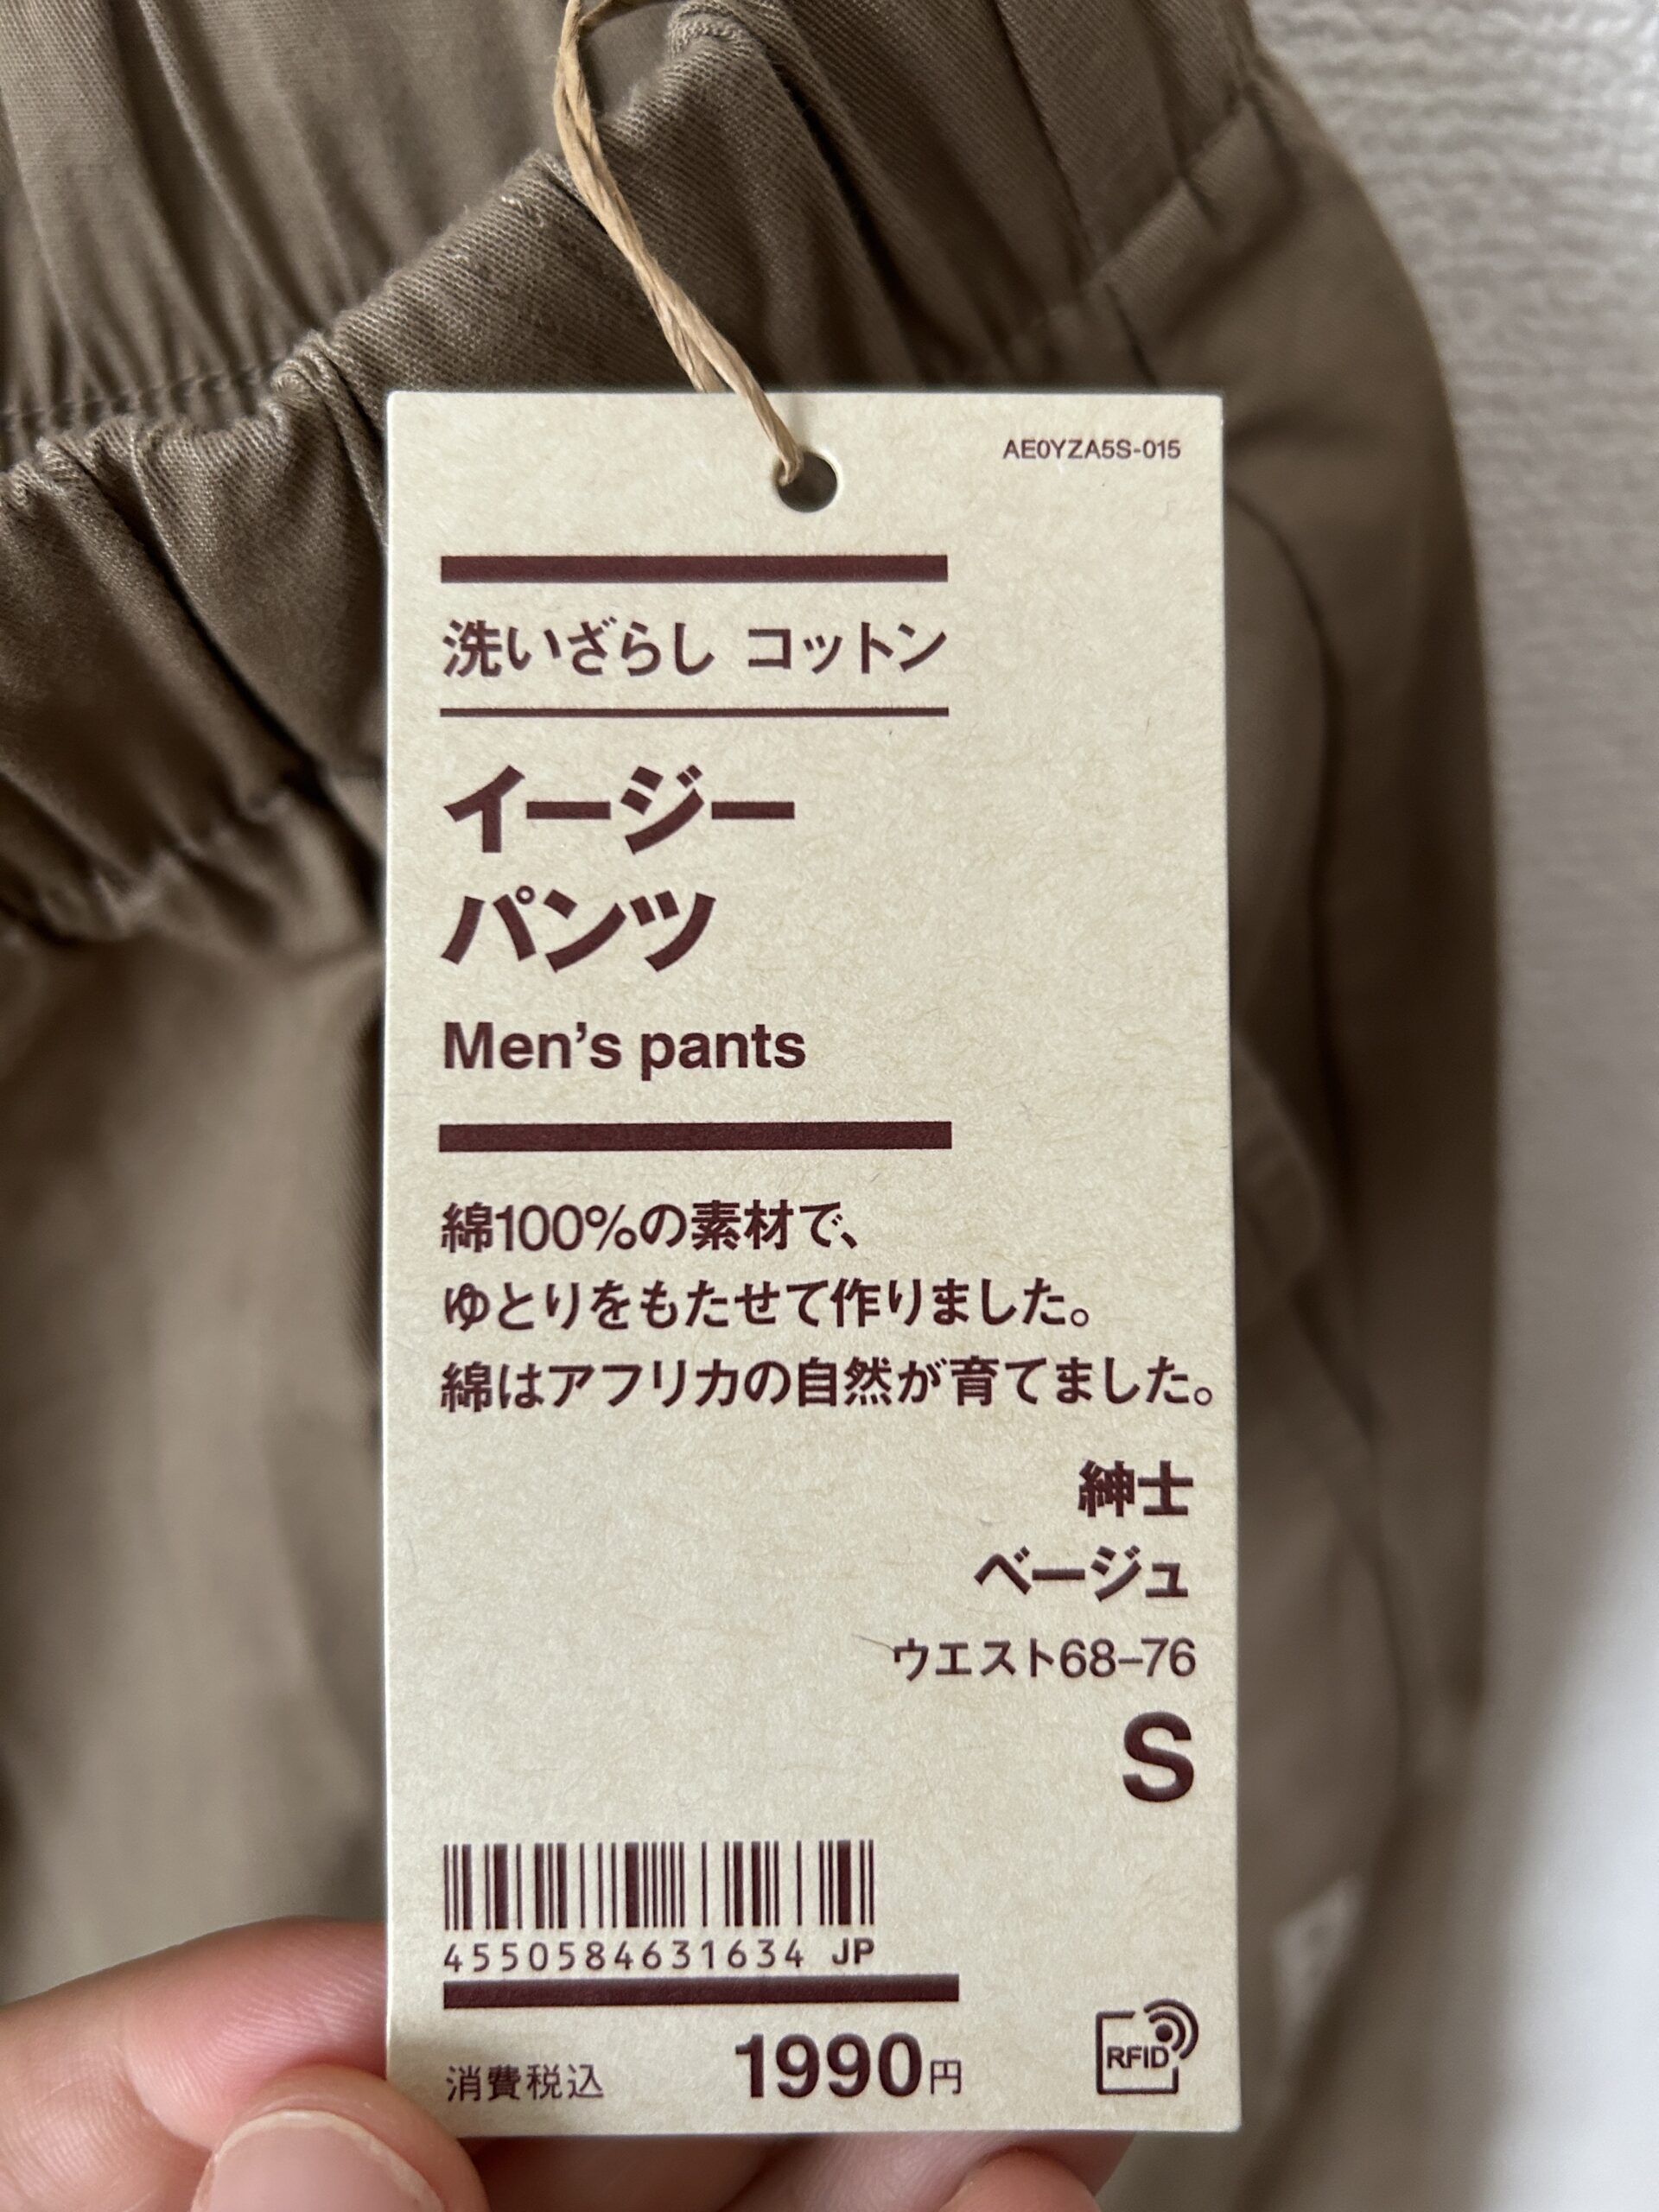 AE0YZA5S-015
洗いざらし コットン
イージー
パンツ
Men's pants
綿100%の素材で、
ゆとりをもたせて作りました。
綿はアフリカの自然が育てました。
紳士
ベージュ
ウエスト68–76
S
4550584631634 JP
消費税込 1990円
RFID